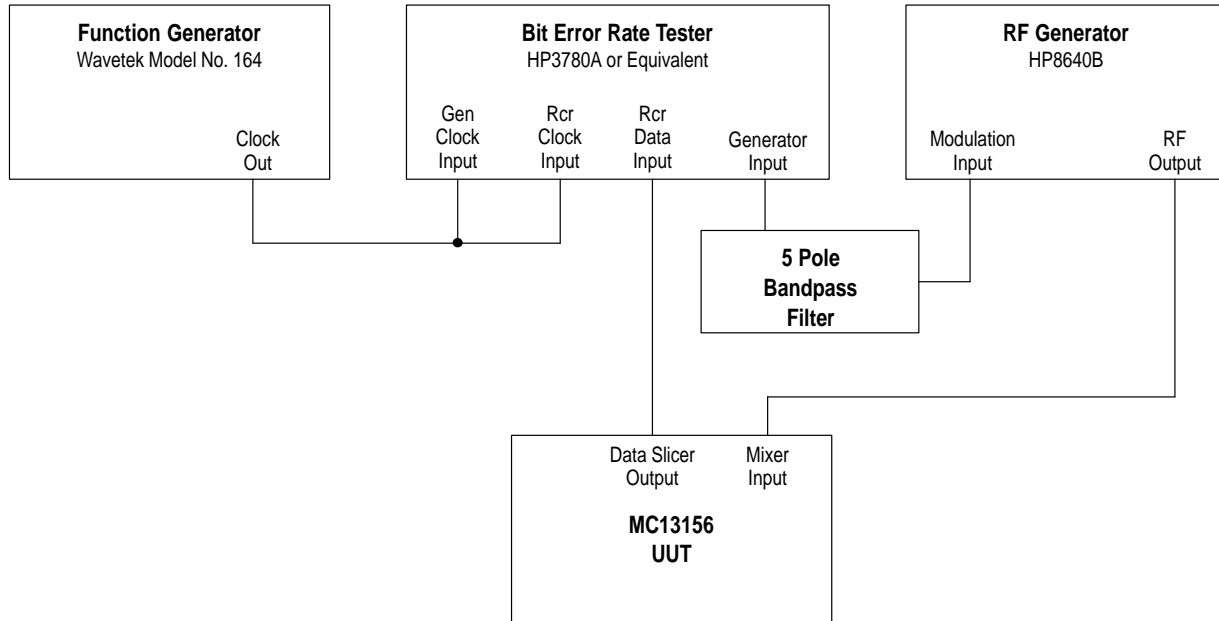 Function Generator
Wavetek Model No. 164
Clock
Out
Bit Error Rate Tester
HP3780A or Equivalent
Gen
Clock
Input
Rcr
Clock
Input
Rcr
Data
Input
Generator
Input
RF Generator
HP8640B
Modulation
Input
RF
Output
5 Pole
Bandpass
Filter
Data Slicer
Output
Mixer
Input
MC13156
UUT